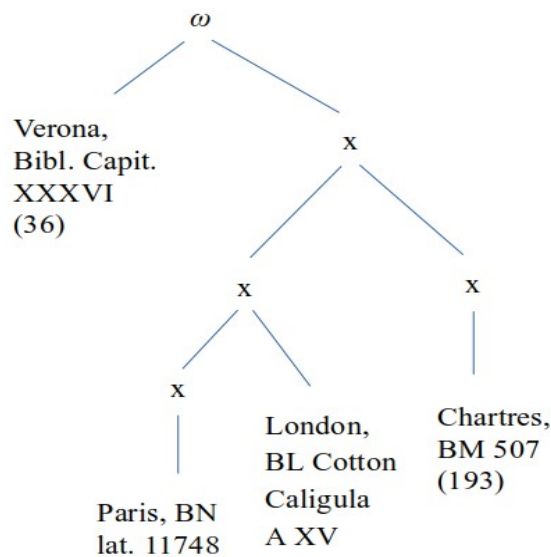 ω
Verona,
Bibl. Capit.
XXXVI
(36)
x
x
x
x
Paris, BN
lat. 11748
London,
BL Cotton
Caligula
A XV
Chartres,
BM 507
(193)